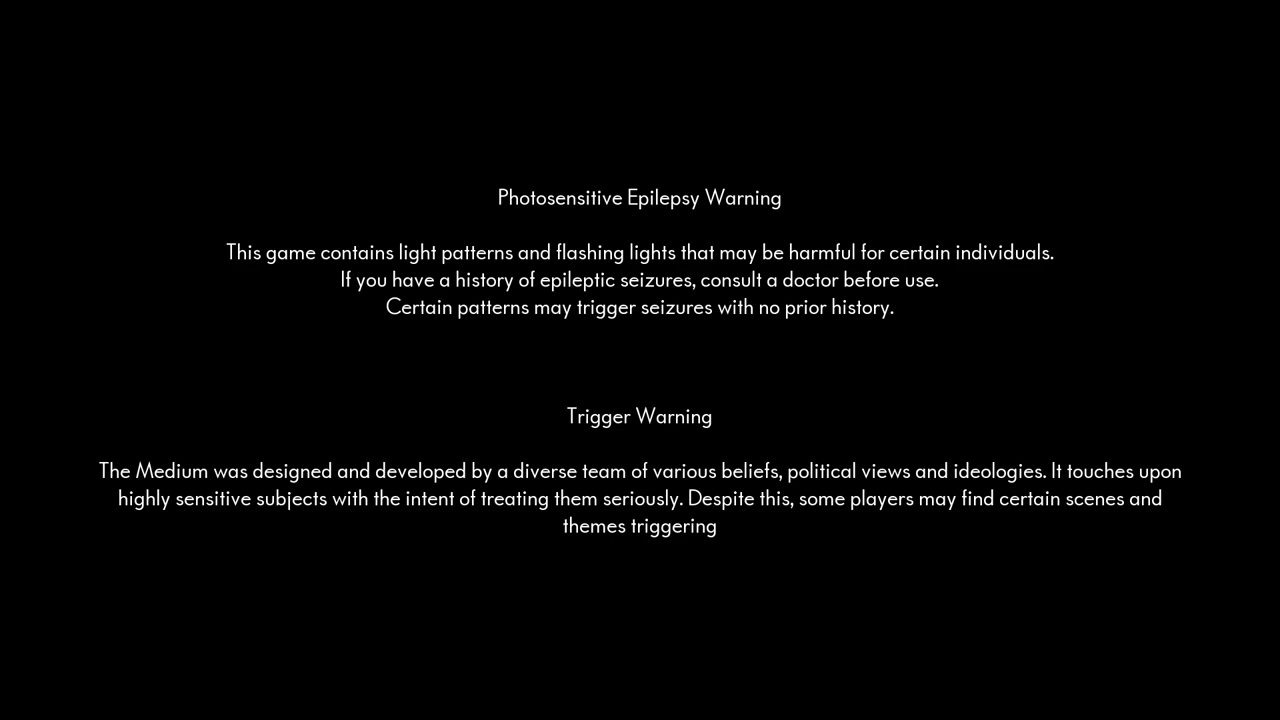 Photosensitive Epilepsy Warning
This game contains light patterns and flashing lights that may be harmful for certain individuals.
If you have a history of epileptic seizures, consult a doctor before use.
Certain patterns may trigger seizures with no prior history.
Trigger Warning
The Medium was designed and developed by a diverse team of various beliefs, political views and ideologies. It touches upon
highly sensitive subjects with the intent of treating them seriously. Despite this, some players may find certain scenes and
themes triggering